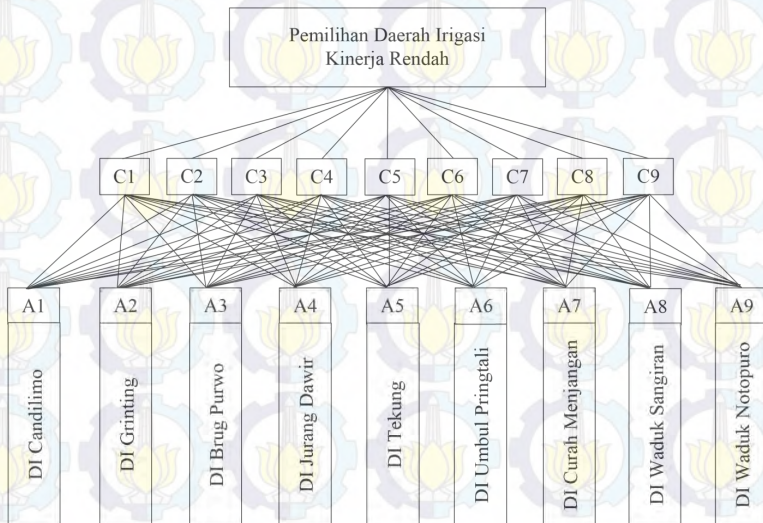 Pemilihan Daerah Irigasi
Kinerja Rendah
C1 C2 C3 C4 C5 C6 C7 C8 C9
A1 A2 A3 A4 A5 A6 A7 A8 A9
DI Candilimo
DI Grinting
DI Brug Purwo
DI Jurang Dawir
DI Tekung
DI Umbul Pringtali
DI Curah Menjangan
DI Waduk Sangiran
DI Waduk Notopuro